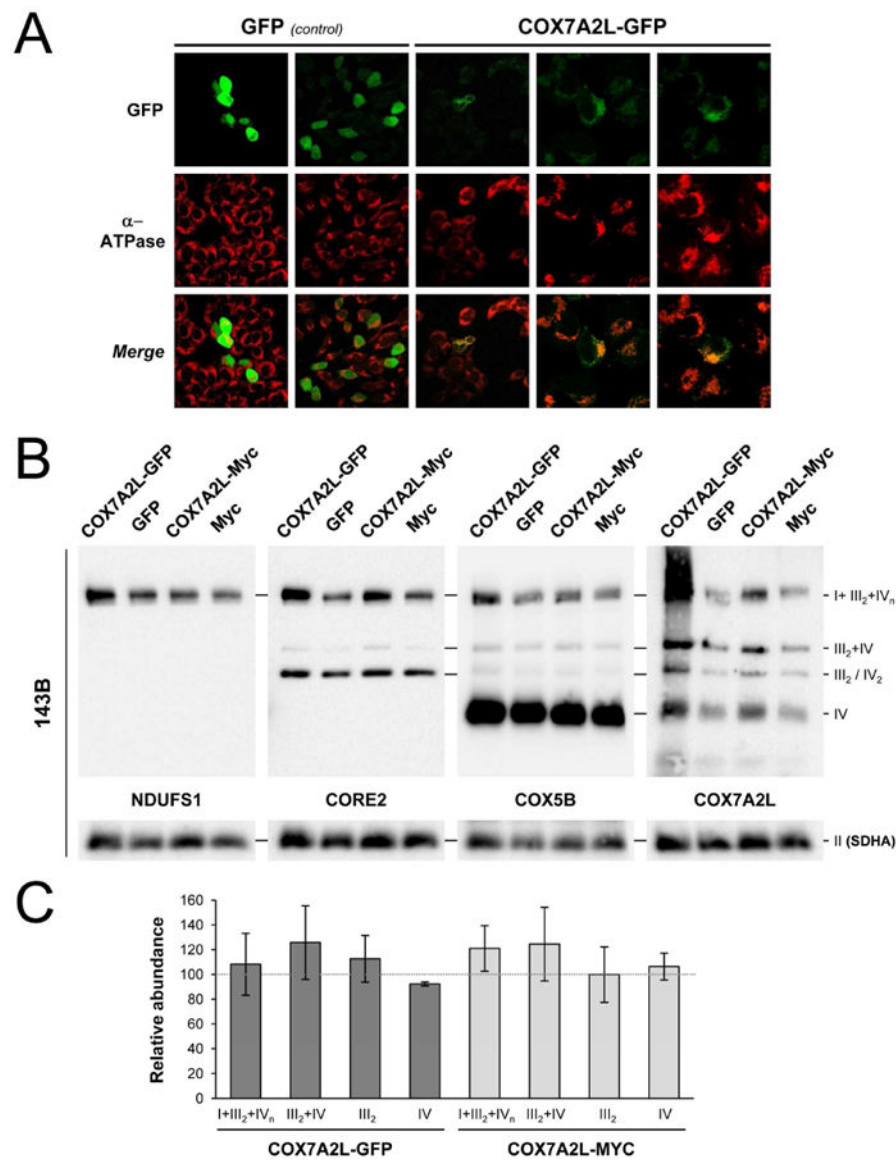 A
GFP (control) COX7A2L-GFP
GFP
α–
ATPase
Merge
B
COX7A2L-GFP GFP COX7A2L-Myc Myc COX7A2L-GFP GFP COX7A2L-Myc Myc COX7A2L-GFP GFP COX7A2L-Myc Myc COX7A2L-GFP GFP COX7A2L-Myc Myc
I+ III₂+IVₙ
III₂+IV
III₂ / IV₂
IV
143B
NDUFS1 CORE2 COX5B COX7A2L
II (SDHA)
C
Relative abundance
160
140
120
100
80
60
40
20
0
I+III₂+IVₙ III₂+IV III₂ IV I+III₂+IVₙ III₂+IV III₂ IV
COX7A2L-GFP COX7A2L-MYC